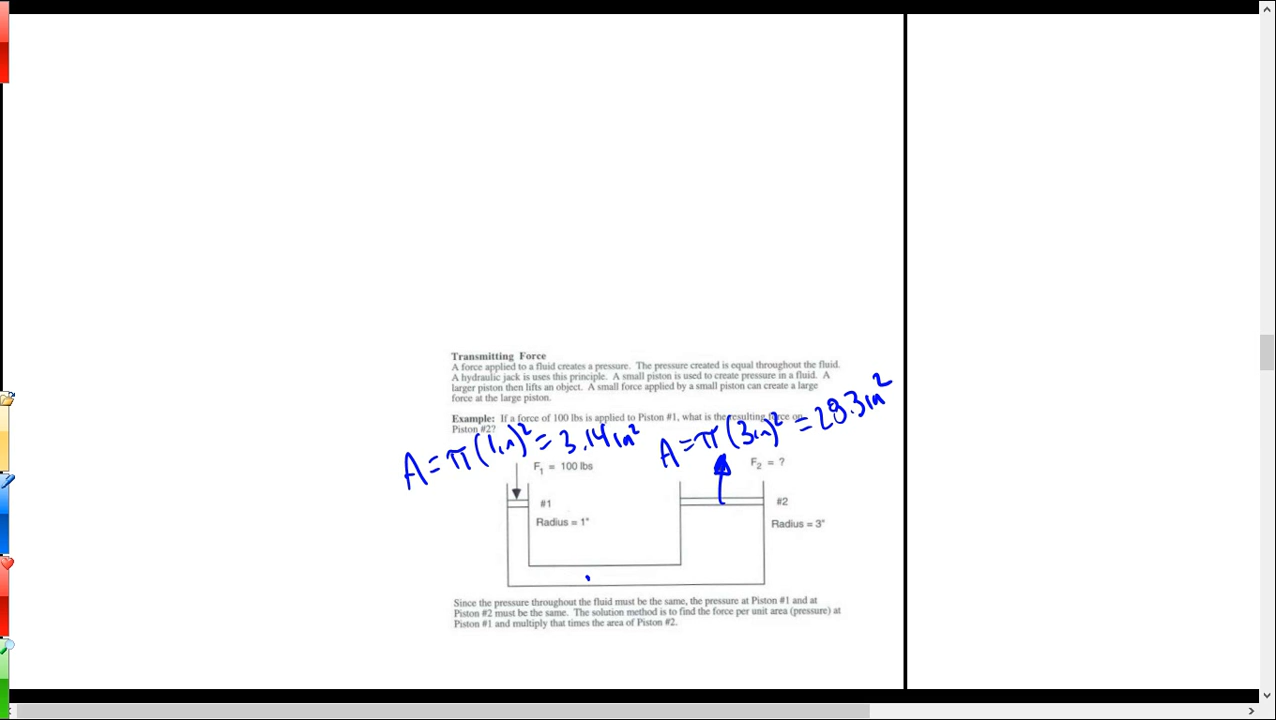 Transmitting Force
A force applied to a fluid creates a pressure. The pressure created is equal throughout the fluid.
A hydraulic jack is uses this principle. A small piston is used to create pressure in a fluid. A
larger piston then lifts an object. A small force applied by a small piston can create a large
force at the large piston.
Example: If a force of 100 lbs is applied to Piston #1, what is the resulting force on
Piston #2?
A = π(1in)² = 3.14in²
A = π(3in)² = 28.3in²
F₁ = 100 lbs
F₂ = ?
#1
#2
Radius = 1"
Radius = 3"
Since the pressure throughout the fluid must be the same, the pressure at Piston #1 and at
Piston #2 must be the same. The solution method is to find the force per unit area (pressure) at
Piston #1 and multiply that times the area of Piston #2.